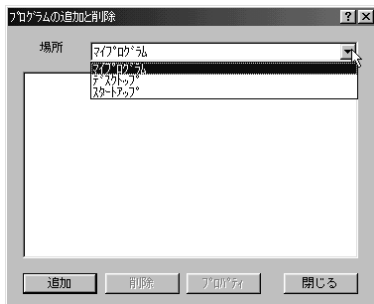 プログラムの追加と削除
場所
マイプログラム
マイプログラム
デスクトップ
スタートアップ
追加
削除
プロパティ
閉じる